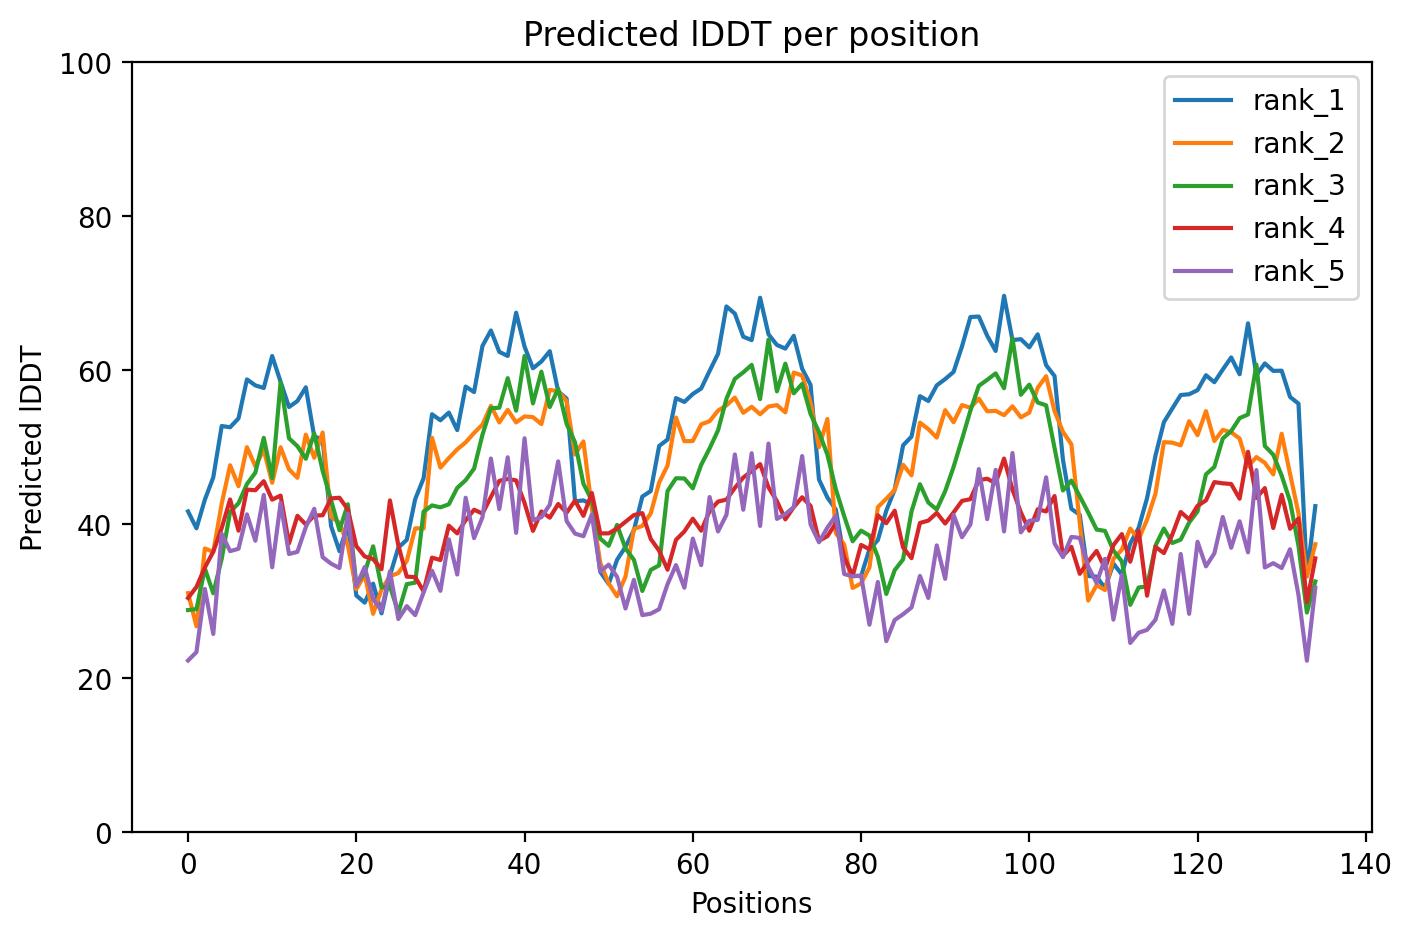 Predicted lDDT per position
100
80
60
40
20
0
Predicted lDDT
0 20 40 60 80 100 120 140
Positions
rank_1
rank_2
rank_3
rank_4
rank_5